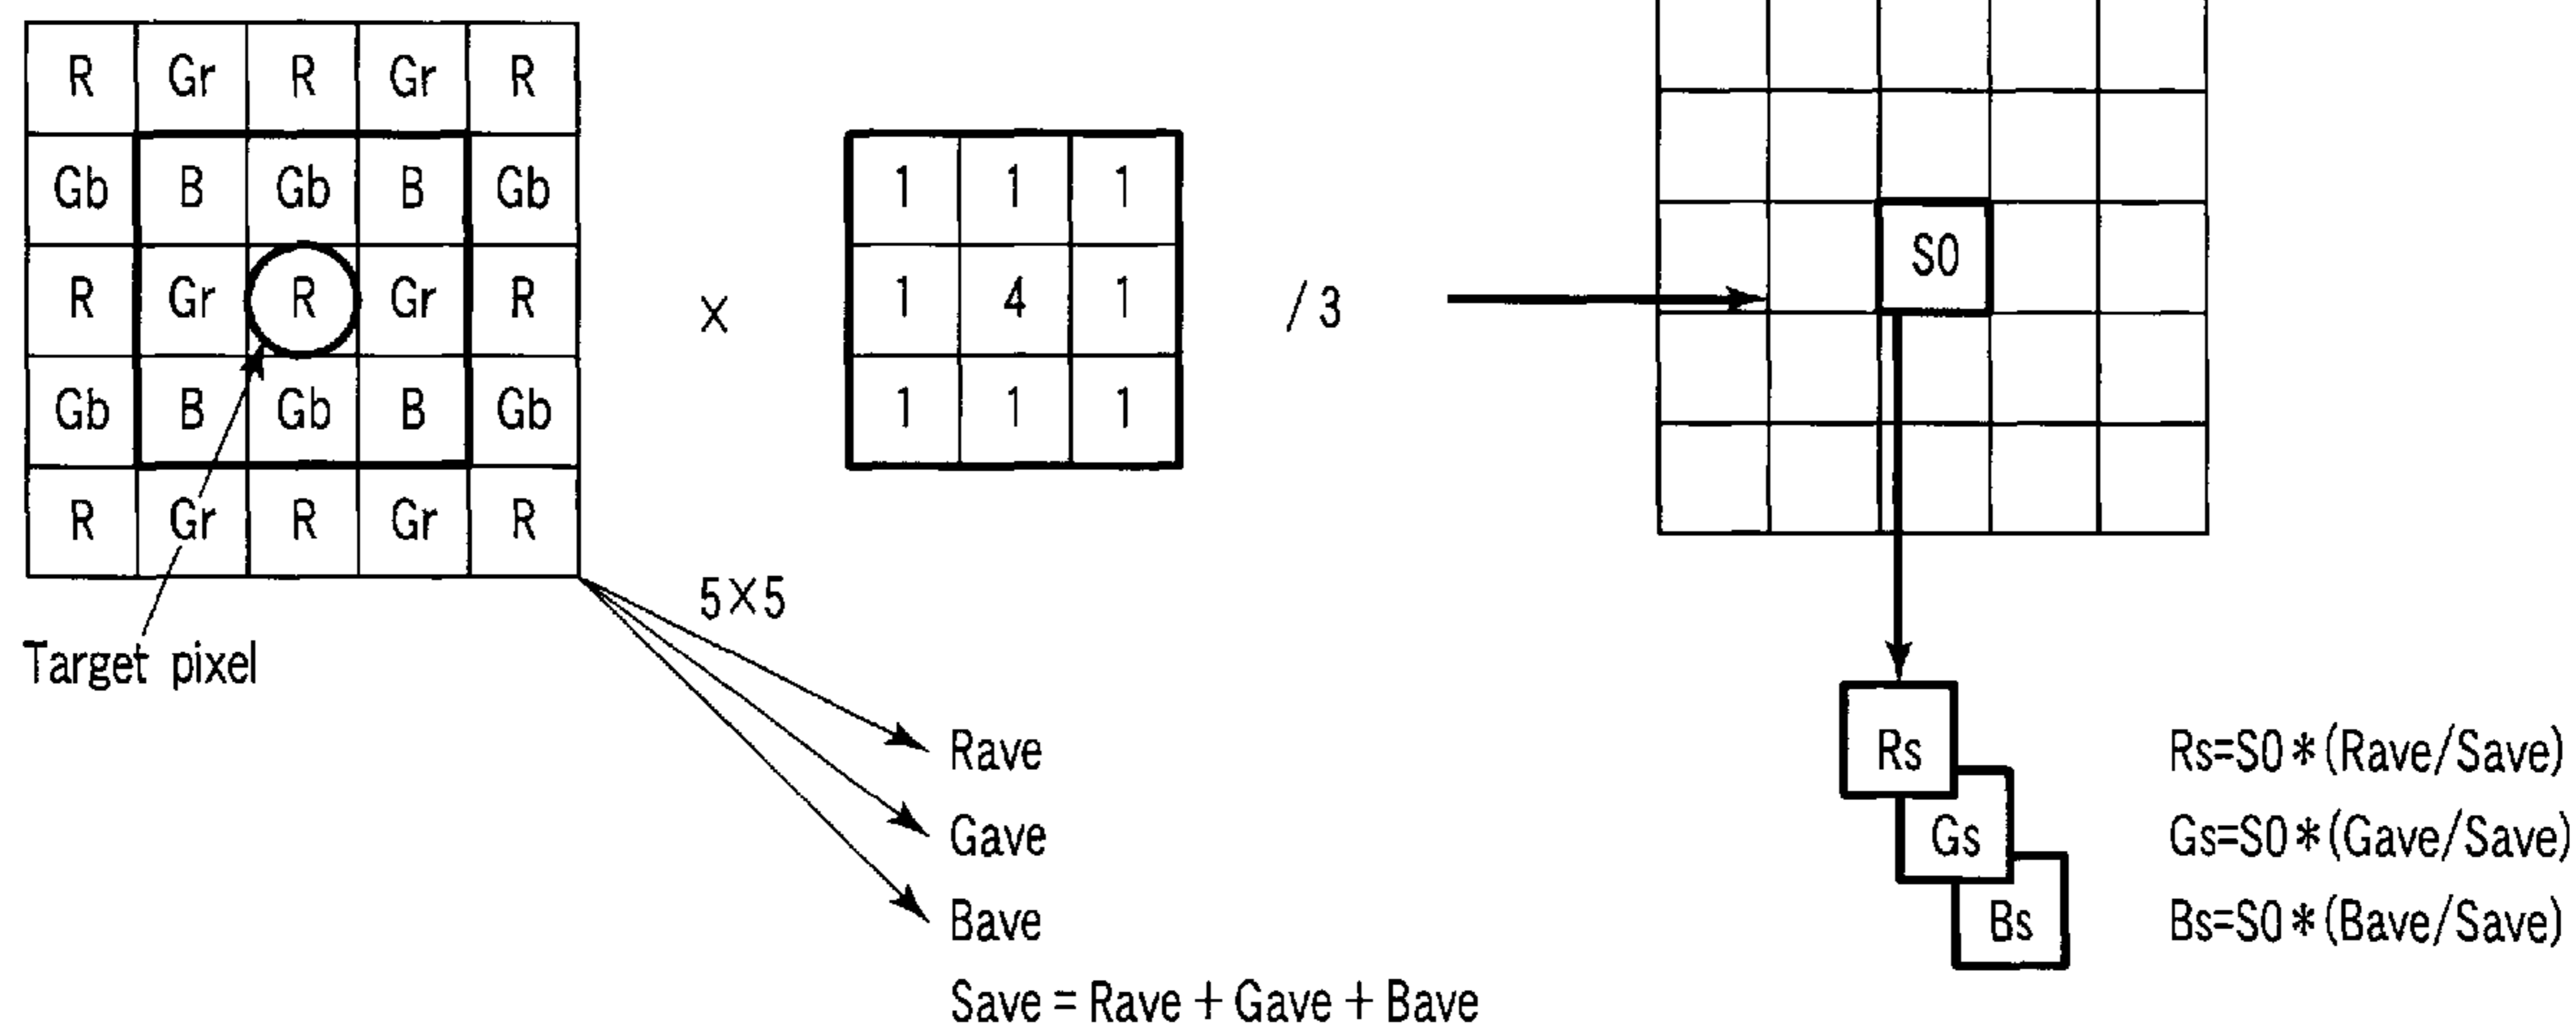 R Gr R Gr R
Gb B Gb B Gb
R Gr R Gr R
Gb B Gb B Gb
R Gr R Gr R
Target pixel
×
1 1 1
1 4 1
1 1 1
/3
S0
5×5
Rave
Gave
Bave
Save = Rave + Gave + Bave
Rs
Gs
Bs
Rs=S0*(Rave/Save)
Gs=S0*(Gave/Save)
Bs=S0*(Bave/Save)